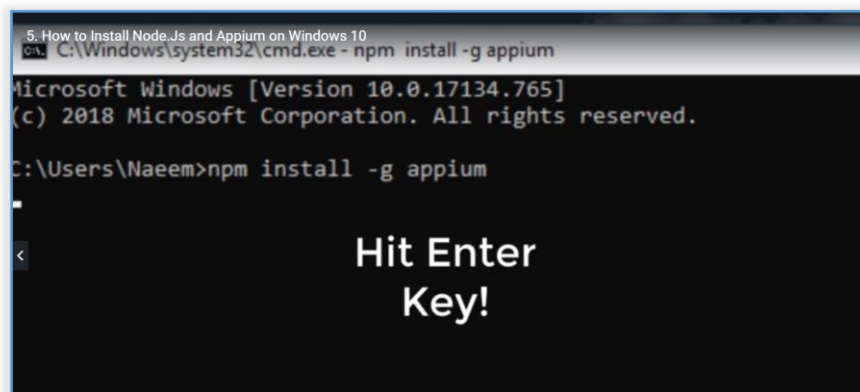 5. How to Install Node.Js and Appium on Windows 10
C:\Windows\system32\cmd.exe - npm  install -g appium
Microsoft Windows [Version 10.0.17134.765]
(c) 2018 Microsoft Corporation. All rights reserved.
C:\Users\Naeem>npm install -g appium
Hit Enter
Key!